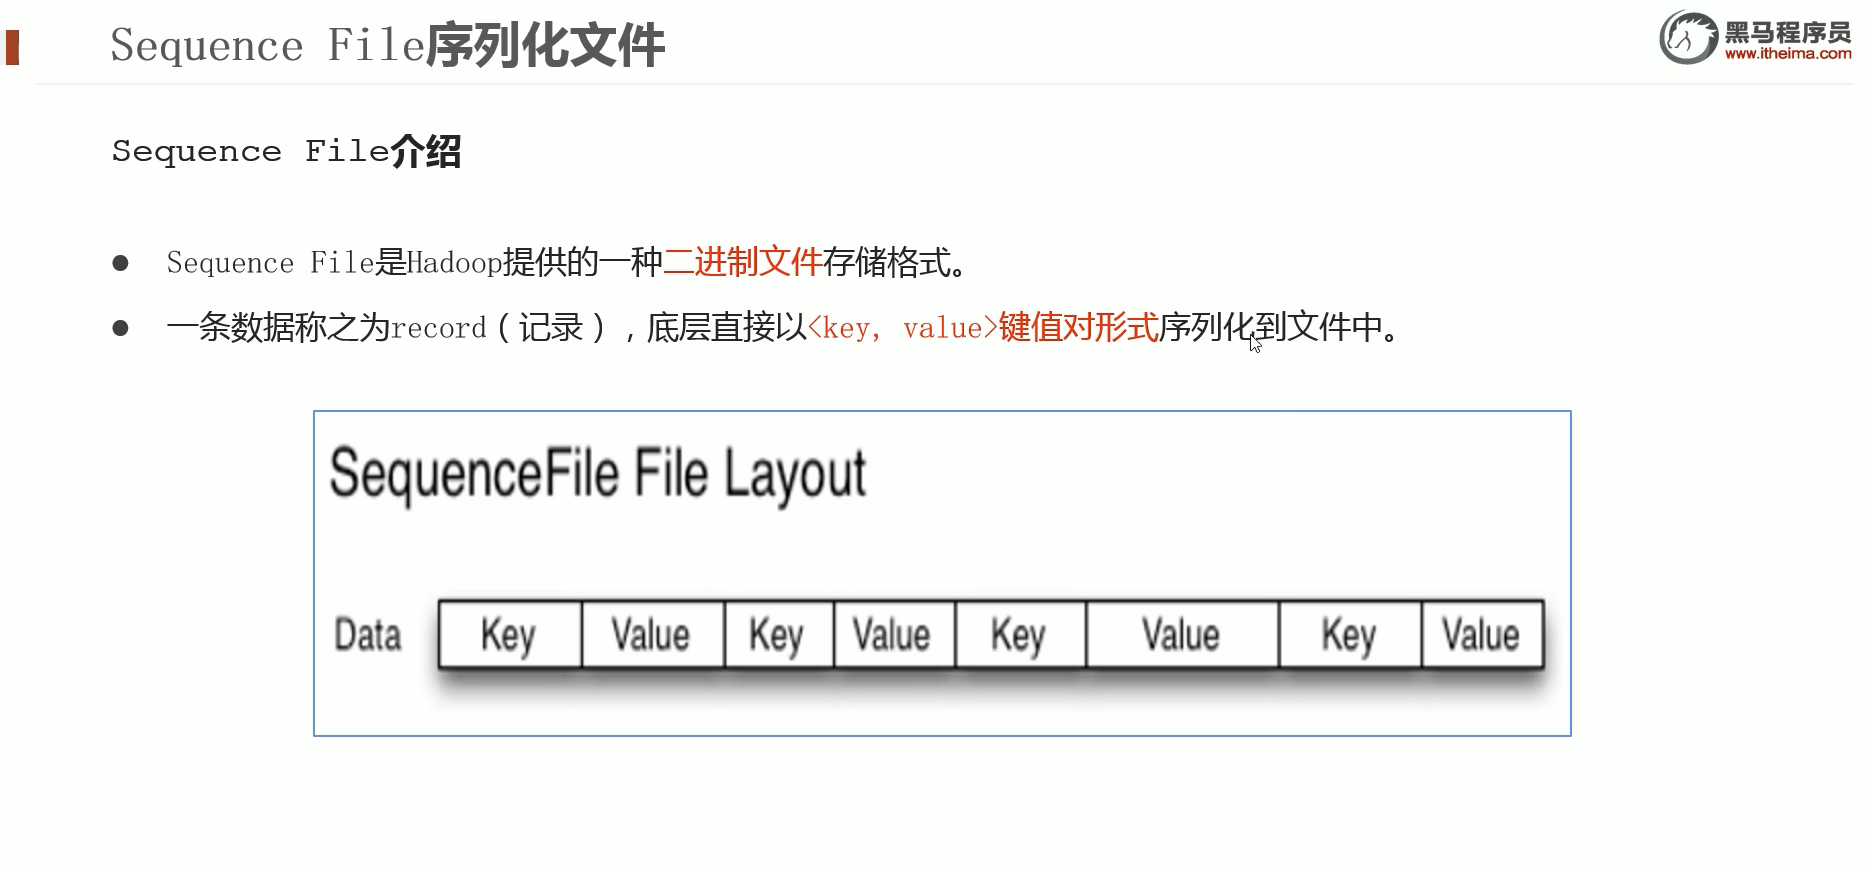 Sequence File序列化文件
黑马程序员
www.itheima.com
Sequence File介绍
Sequence File是Hadoop提供的一种二进制文件存储格式。
一条数据称之为record（记录），底层直接以<key, value>键值对形式序列化到文件中。
SequenceFile File Layout
Data Key Value Key Value Key Value Key Value